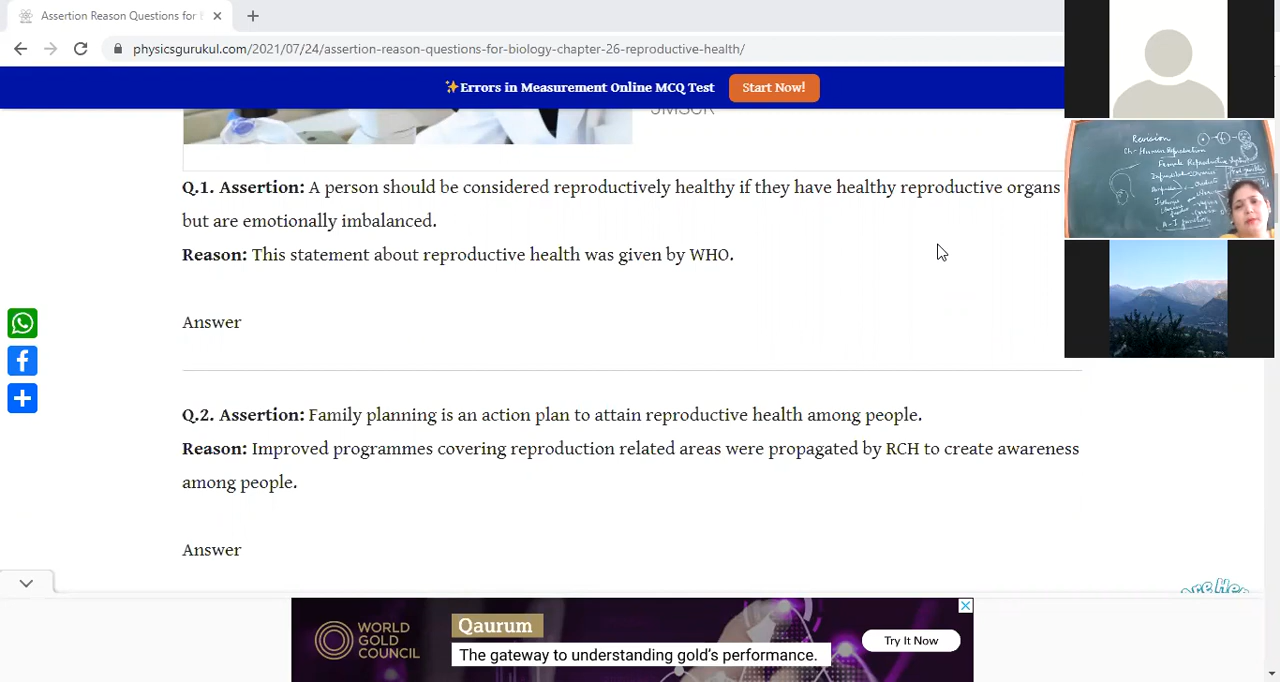 Assertion Reason Questions for
physicsgurukul.com/2021/07/24/assertion-reason-questions-for-biology-chapter-26-reproductive-health/
✨Errors in Measurement Online MCQ Test
Start Now!
Q.1. Assertion: A person should be considered reproductively healthy if they have healthy reproductive organs
but are emotionally imbalanced.
Reason: This statement about reproductive health was given by WHO.
Answer
Q.2. Assertion: Family planning is an action plan to attain reproductive health among people.
Reason: Improved programmes covering reproduction related areas were propagated by RCH to create awareness
among people.
Answer
WORLD
GOLD
COUNCIL
Qaurum
The gateway to understanding gold's performance.
Try It Now
Revision
Ch-Human Reproduction
Female Reproductive System